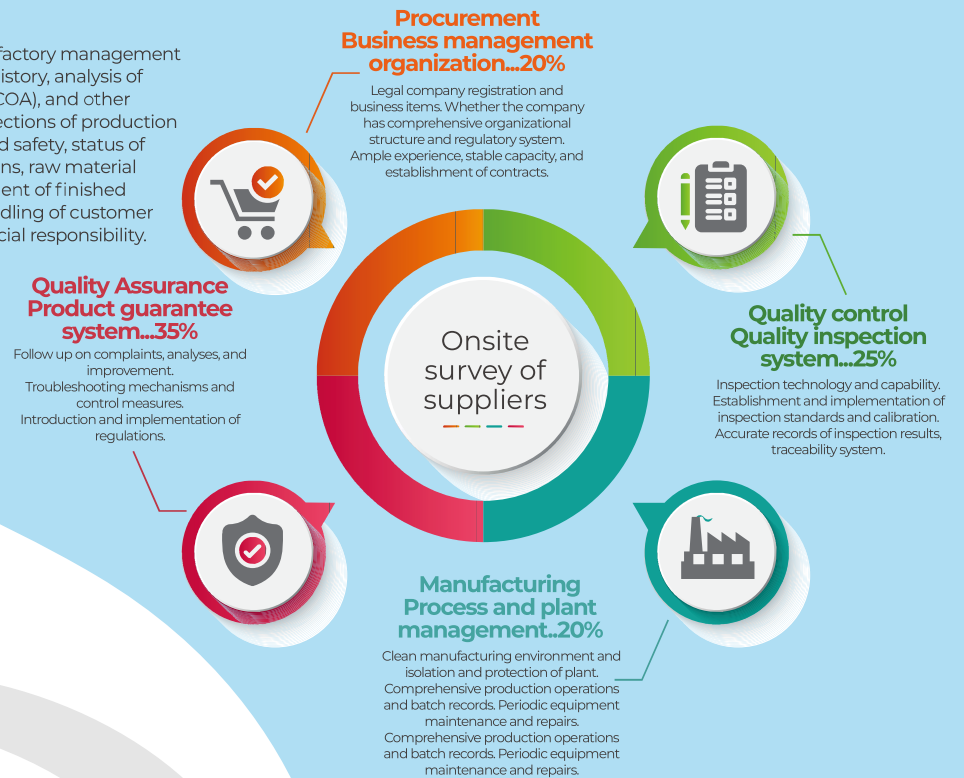 factory management
istory, analysis of
COA), and other
ections of production
d safety, status of
ns, raw material
ent of finished
dling of customer
cial responsibility.
Procurement
Business management
organization...20%
Legal company registration and
business items. Whether the company
has comprehensive organizational
structure and regulatory system.
Ample experience, stable capacity, and
establishment of contracts.
Quality Assurance
Product guarantee
system...35%
Follow up on complaints, analyses, and
improvement.
Troubleshooting mechanisms and
control measures.
Introduction and implementation of
regulations.
Onsite
survey of
suppliers
Quality control
Quality inspection
system...25%
Inspection technology and capability.
Establishment and implementation of
inspection standards and calibration.
Accurate records of inspection results,
traceability system.
Manufacturing
Process and plant
management..20%
Clean manufacturing environment and
isolation and protection of plant.
Comprehensive production operations
and batch records. Periodic equipment
maintenance and repairs.
Comprehensive production operations
and batch records. Periodic equipment
maintenance and repairs.